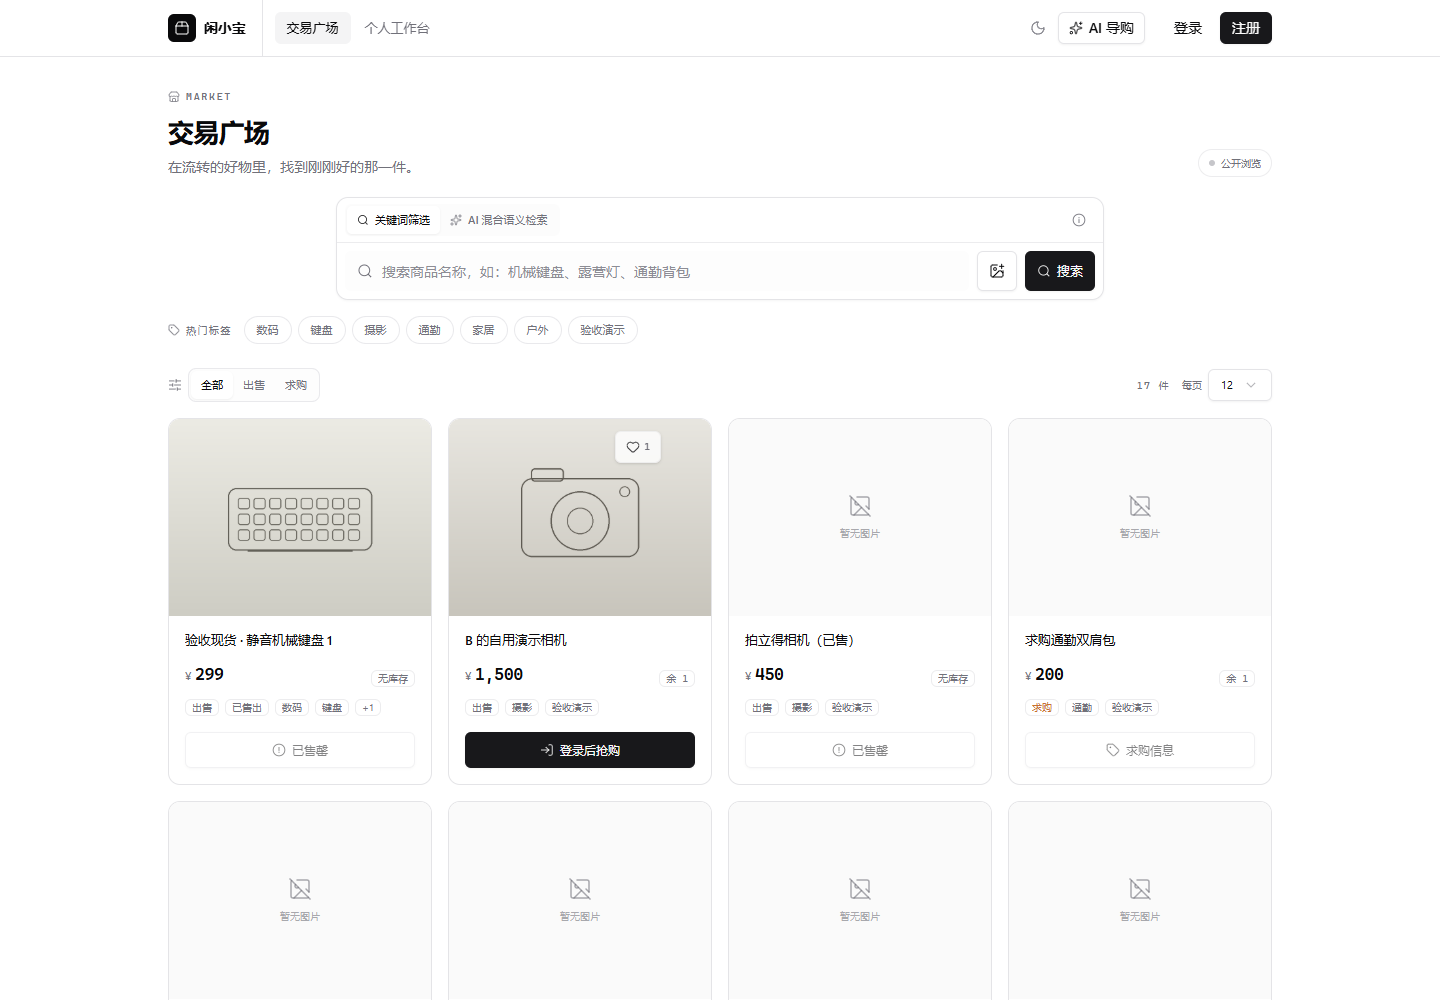 闲小宝
交易广场
个人工作台
AI 导购
登录
注册
MARKET
交易广场
在流转的好物里，找到刚刚好的那一件。
公开浏览
关键词筛选
AI 混合语义检索
搜索商品名称，如：机械键盘、露营灯、通勤背包
搜索
热门标签
数码
键盘
摄影
通勤
家居
户外
验收演示
全部
出售
求购
17 件
每页
12
验收现货 · 静音机械键盘 1
¥ 299
无库存
出售
已售出
数码
键盘
+1
已售罄
1
B 的自用演示相机
¥ 1,500
余 1
出售
摄影
验收演示
登录后抢购
暂无图片
拍立得相机（已售）
¥ 450
无库存
出售
摄影
验收演示
已售罄
暂无图片
求购通勤双肩包
¥ 200
余 1
求购
通勤
验收演示
求购信息
暂无图片
暂无图片
暂无图片
暂无图片